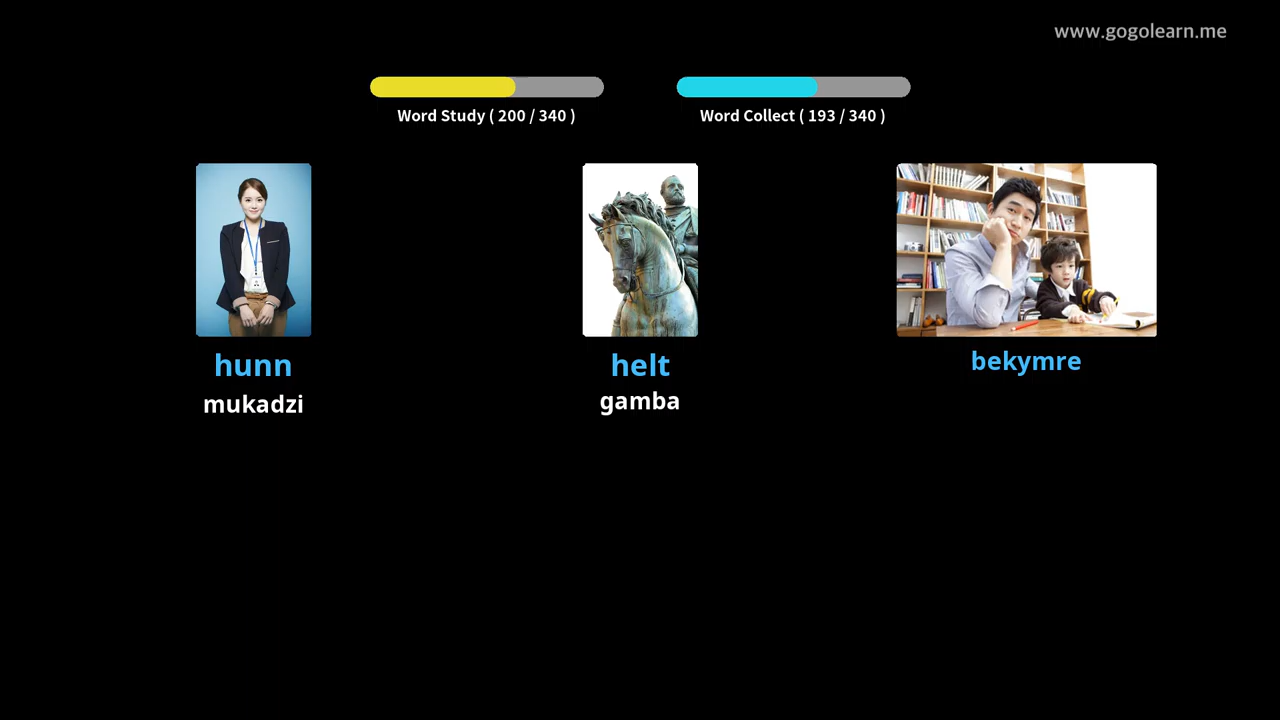 www.gogolearn.me
Word Study ( 200 / 340 )
Word Collect ( 193 / 340 )
hunn
mukadzi
helt
gamba
bekymre